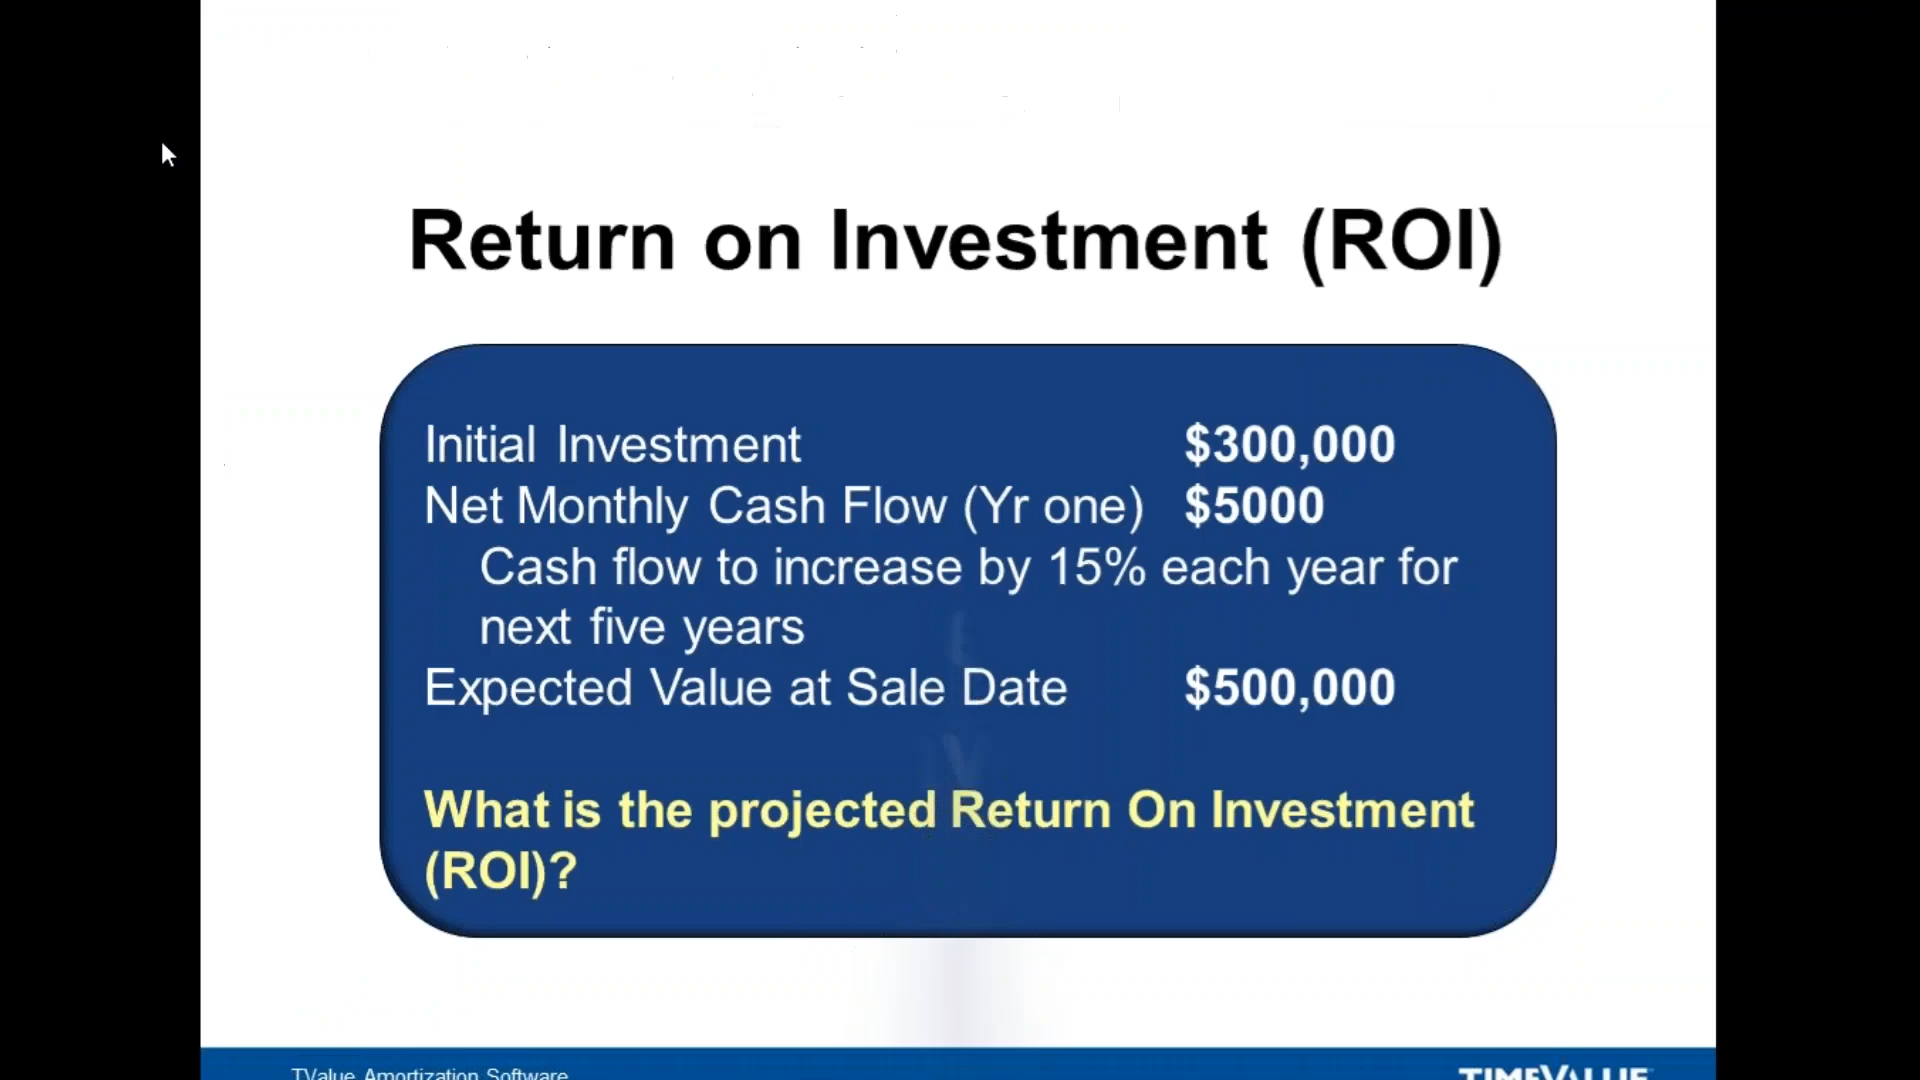 Return on Investment (ROI)
Initial Investment $300,000
Net Monthly Cash Flow (Yr one) $5000
Cash flow to increase by 15% each year for
next five years
Expected Value at Sale Date $500,000
What is the projected Return On Investment
(ROI)?
TValue Amortization Software
TIMEVALUE